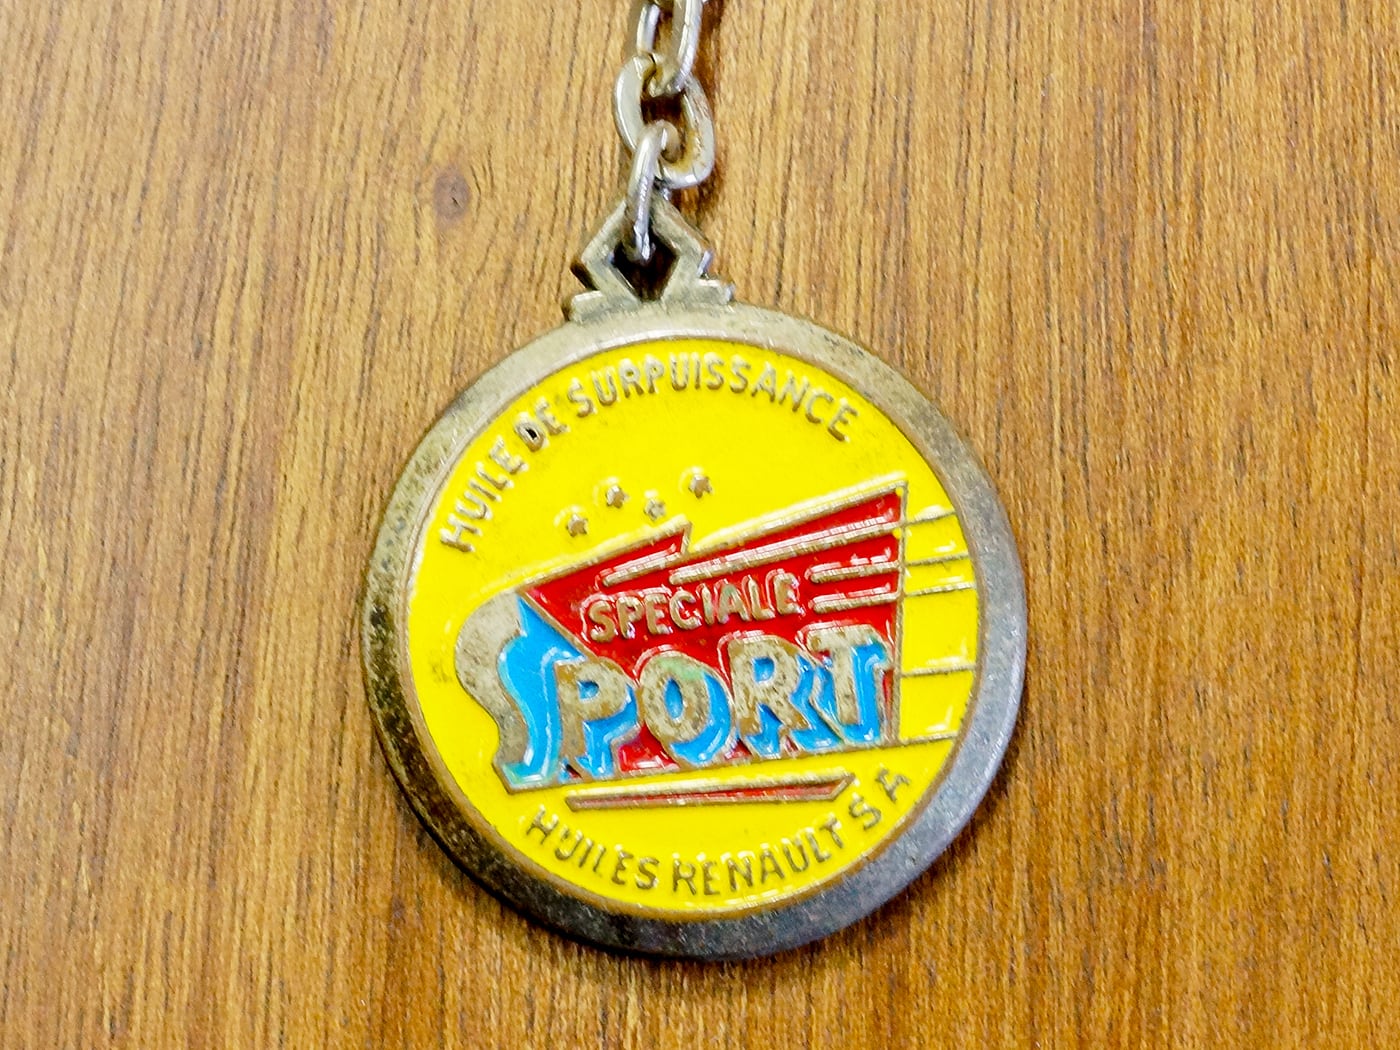 HUILE DE SURPUISSANCE
SPECIALE
SPORT
HUILES RENAULT S A